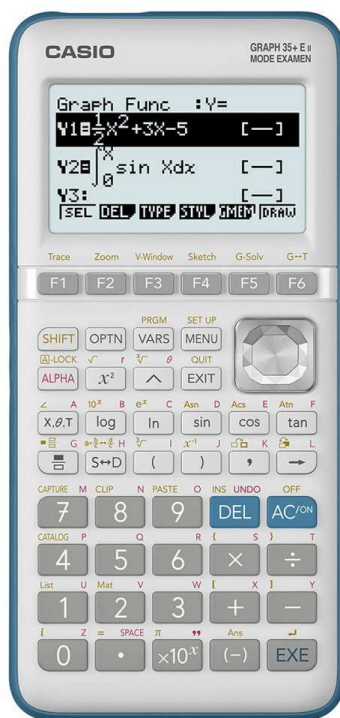 CASIO
GRAPH 35+ E II
MODE EXAMEN
Graph Func :Y=
Y1=1/2X²+3X-5 [—]
Y2=∫0^X sin Xdx [—]
Y3: [—]
SEL DEL TYPE STYL GMEM DRAW
Trace Zoom V-Window Sketch G-Solv G↔T
F1 F2 F3 F4 F5 F6
PRGM SET UP
SHIFT OPTN VARS MENU
A-LOCK √ r ∛ θ QUIT
ALPHA x² ^ EXIT
∠ A 10ˣ B eˣ C Asn D Acs E Atn F
X,θ,T log ln sin cos tan
G H ∛ I x⁻¹ J K L
S↔D ( ) , →
CAPTURE M CLIP N PASTE O INS UNDO OFF
7 8 9 DEL AC/ON
CATALOG P Q R { S } T
4 5 6 × ÷
List U Mat V W [ X ] Y
1 2 3 + −
i Z = SPACE π " Ans ↵
0 • ×10ˣ (−) EXE